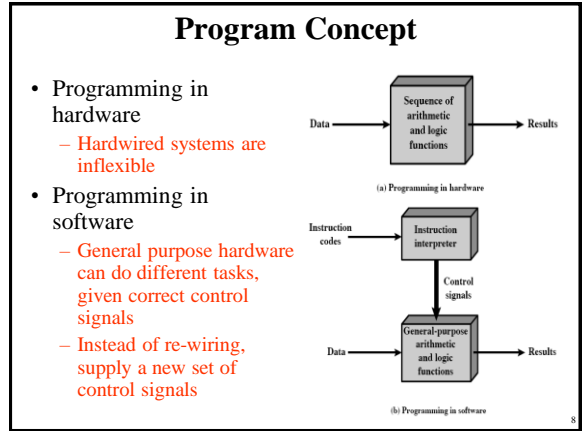 Program Concept
• Programming in
hardware
– Hardwired systems are
inflexible
• Programming in
software
– General purpose hardware
can do different tasks,
given correct control
signals
– Instead of re-wiring,
supply a new set of
control signals
Data
Sequence of
arithmetic
and logic
functions
Results
(a) Programming in hardware
Instruction
codes
Instruction
interpreter
Control
signals
Data
General-purpose
arithmetic
and logic
functions
Results
(b) Programming in software
8